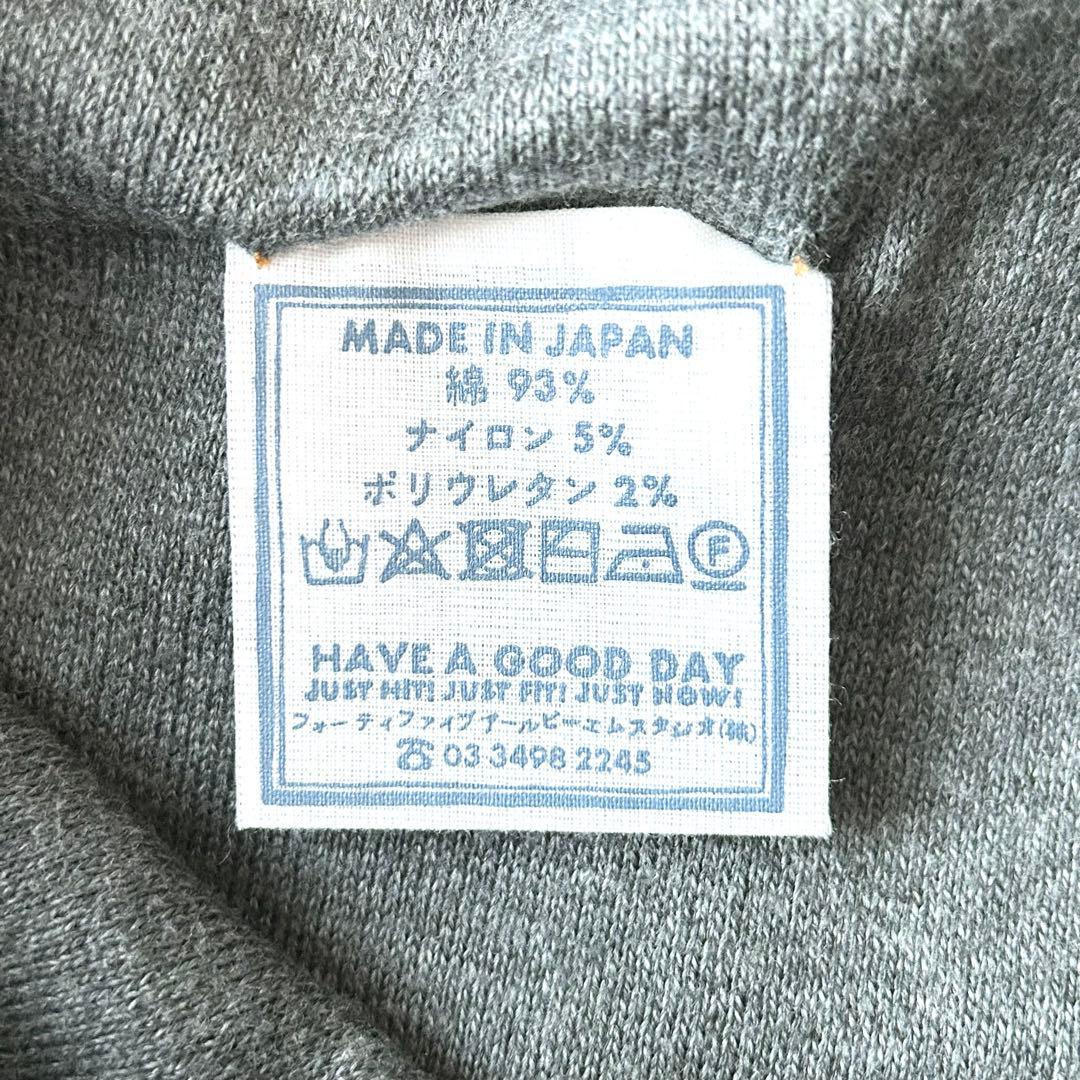 MADE IN JAPAN
綿 93%
ナイロン 5%
ポリウレタン 2%
F
HAVE A GOOD DAY
JUST HIT! JUST FIT! JUST NOW!
フォーティファイブアールピーエムスタジオ(株)
☎ 03 3498 2245